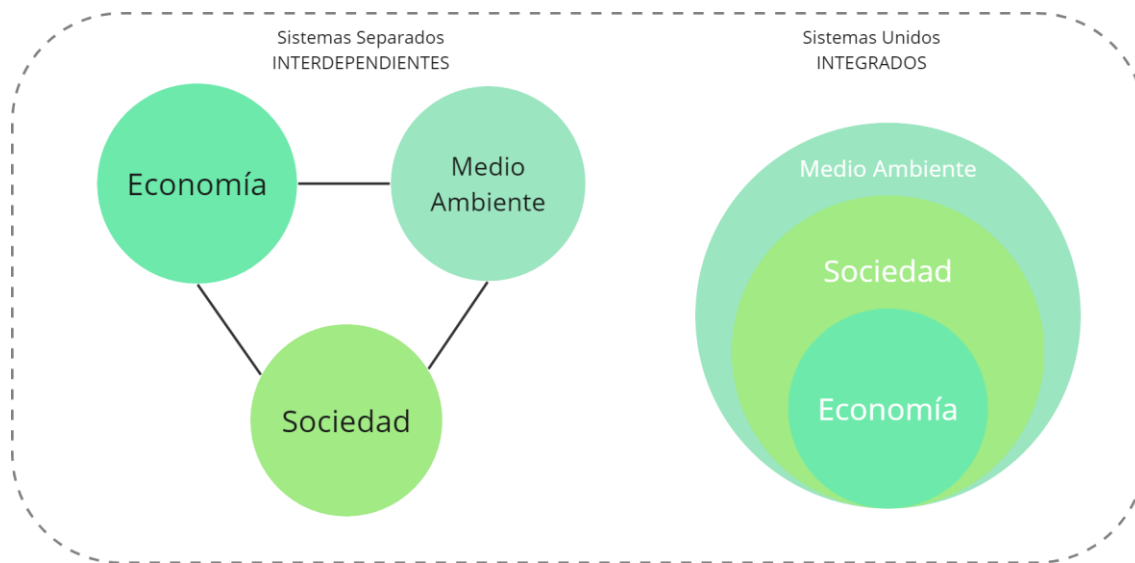 Sistemas Separados
INTERDEPENDIENTES
Economía
Medio
Ambiente
Sociedad
Sistemas Unidos
INTEGRADOS
Medio Ambiente
Sociedad
Economía